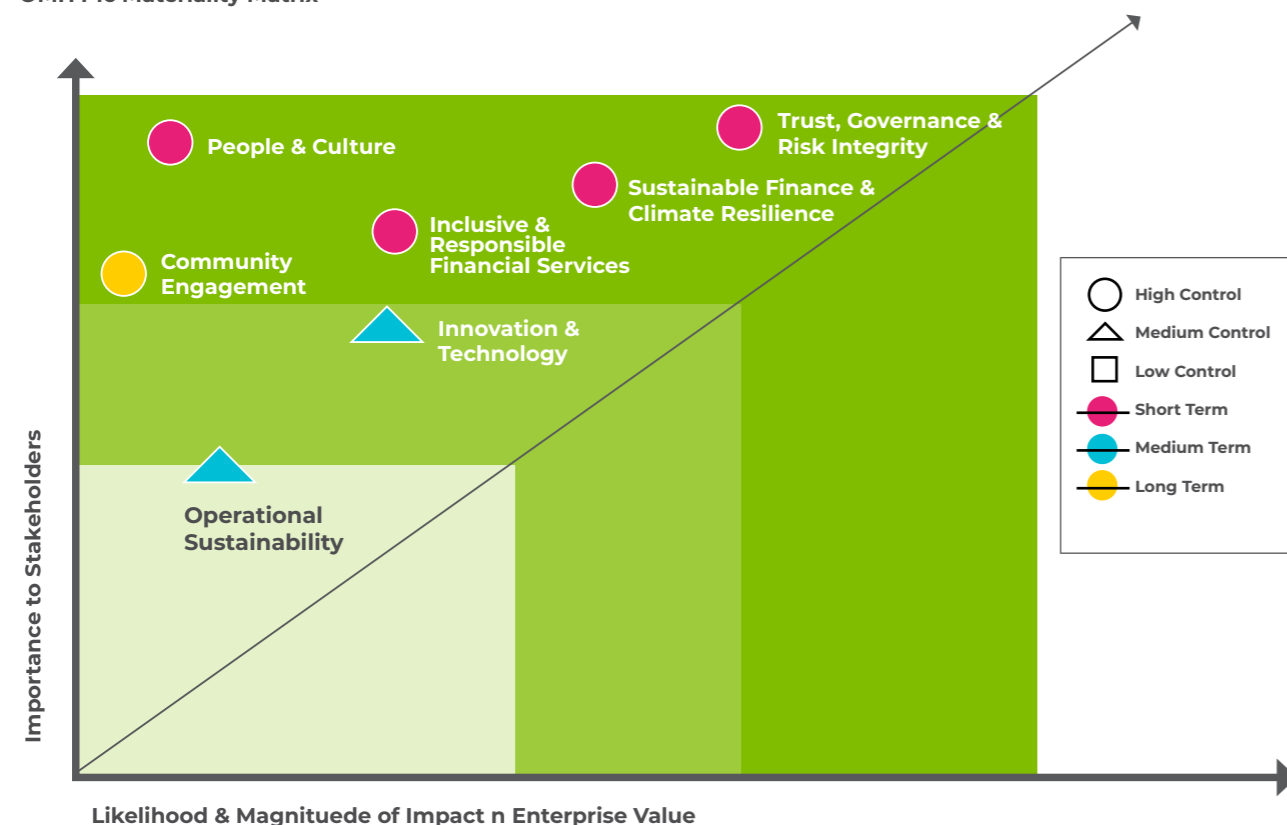 People & Culture
Trust, Governance &
Risk Integrity
Sustainable Finance &
Climate Resilience
Inclusive &
Responsible
Financial Services
Community
Engagement
Innovation &
Technology
Operational
Sustainability
High Control
Medium Control
Low Control
Short Term
Medium Term
Long Term
Importance to Stakeholders
Likelihood & Magnituede of Impact n Enterprise Value